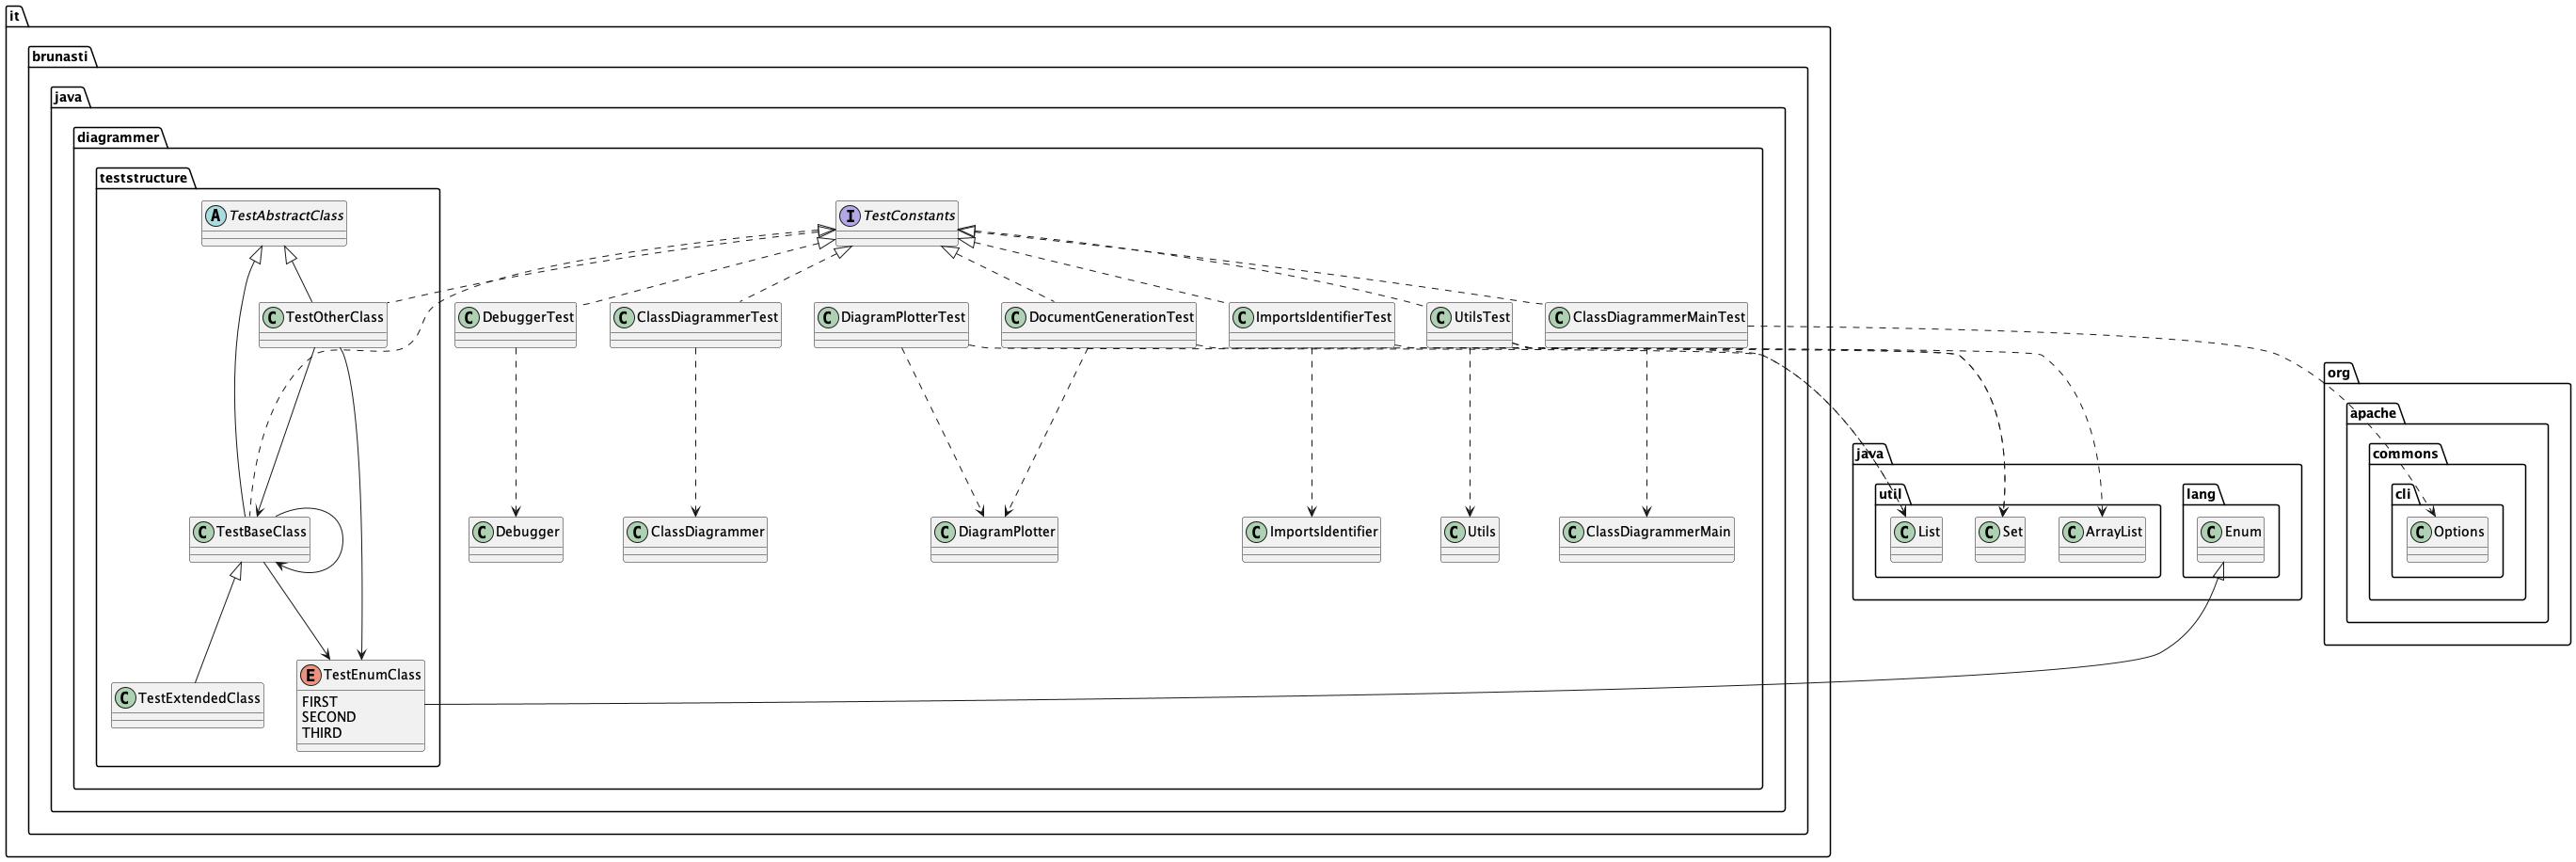 it
brunasti
java
diagrammer
teststructure
A TestAbstractClass
I TestConstants
C TestOtherClass
C DebuggerTest
C ClassDiagrammerTest
C DiagramPlotterTest
C DocumentGenerationTest
C ImportsIdentifierTest
C UtilsTest
C ClassDiagrammerMainTest
org
apache
java
commons
util
lang
cli
C TestBaseClass
C Debugger
C ClassDiagrammer
C DiagramPlotter
C ImportsIdentifier
C Utils
C ClassDiagrammerMain
C List
C Set
C ArrayList
C Enum
C Options
C TestExtendedClass
E TestEnumClass
FIRST
SECOND
THIRD